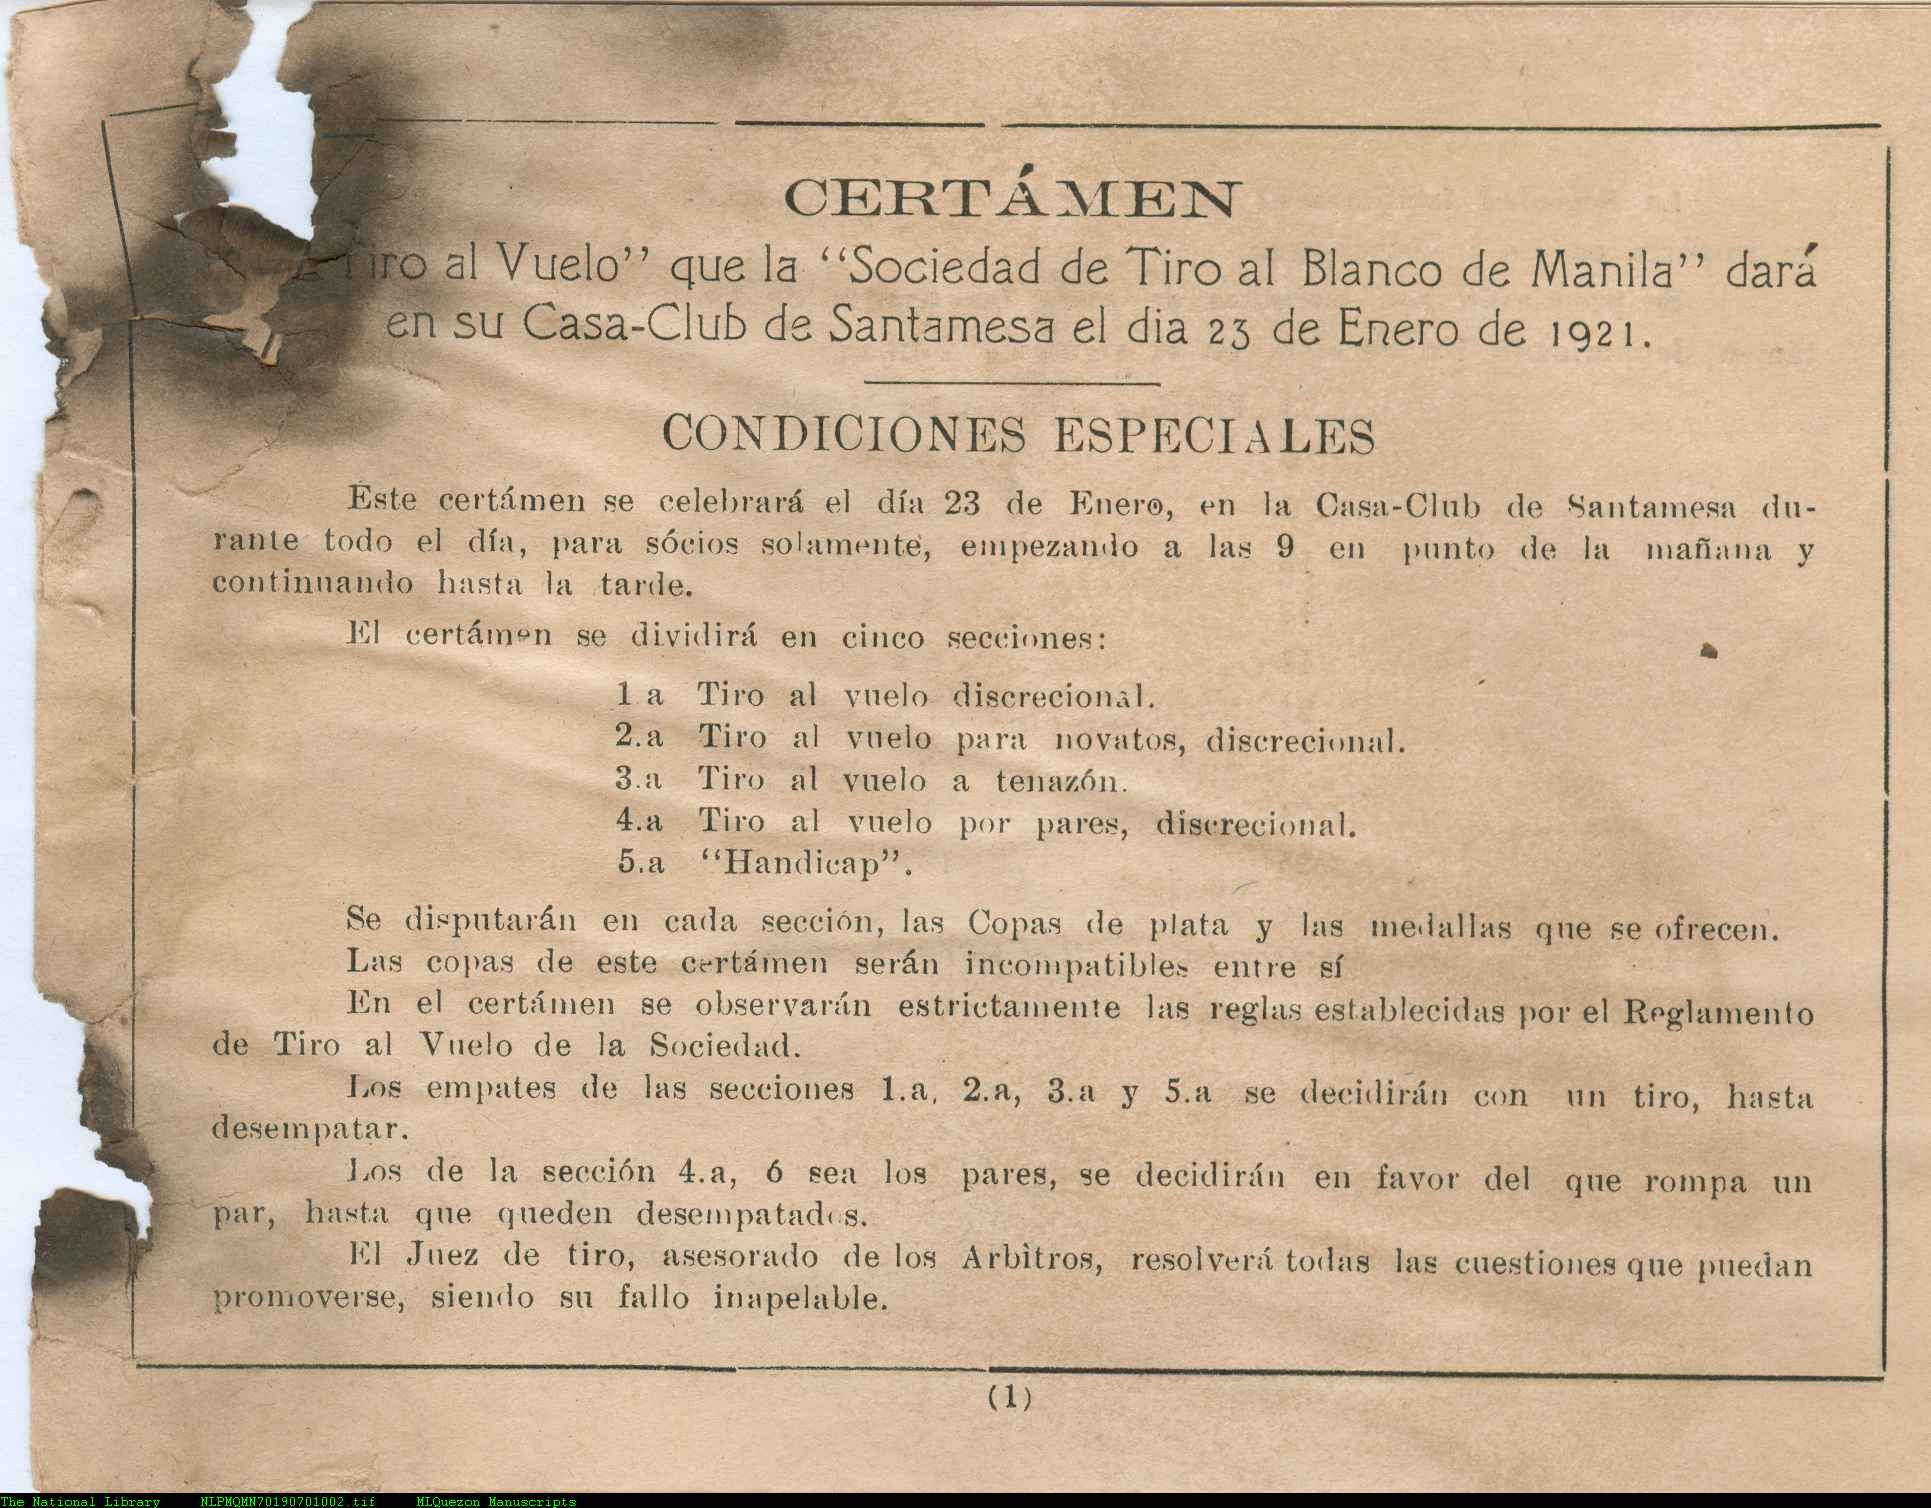 CERTÁMEN
Tiro al Vuelo” que la “Sociedad de Tiro al Blanco de Manila” dará
en su Casa-Club de Santamesa el dia 23 de Enero de 1921.
CONDICIONES ESPECIALES
Este certámen se celebrará el día 23 de Enero, en la Casa-Club de Santamesa du-
rante todo el día, para sócios solamente, empezando a las 9 en punto de la mañana y
continuando hasta la tarde.
El certámen se dividirá en cinco secciones:
1 a Tiro al vuelo discrecional.
2.a Tiro al vuelo para novatos, discrecional.
3.a Tiro al vuelo a tenazón.
4.a Tiro al vuelo por pares, discrecional.
5.a “Handicap”.
Se disputarán en cada sección, las Copas de plata y las medallas que se ofrecen.
Las copas de este certámen serán incompatibles entre sí
En el certámen se observarán estrictamente las reglas establecidas por el Reglamento
de Tiro al Vuelo de la Sociedad.
Los empates de las secciones 1.a, 2.a, 3.a y 5.a se decidirán con un tiro, hasta
desempatar.
Los de la sección 4.a, ó sea los pares, se decidirán en favor del que rompa un
par, hasta que queden desempatados.
El Juez de tiro, asesorado de los Arbitros, resolverá todas las cuestiones que puedan
promoverse, siendo su fallo inapelable.
(1)
The National Library NLPMQMN70190701002.tif MLQuezon Manuscripts